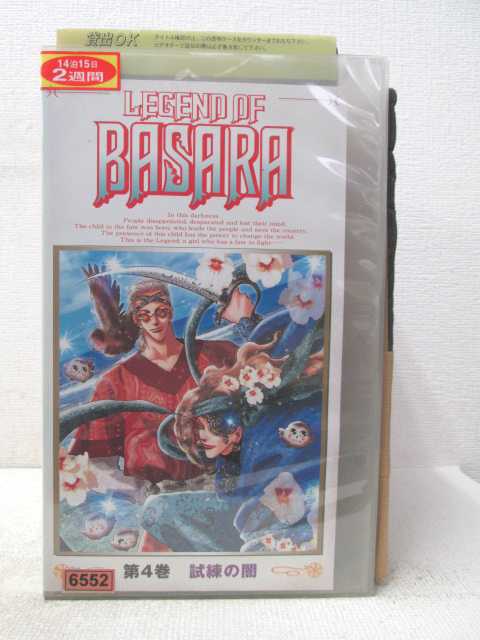 貸出OK
14泊15日
2週間
LEGEND OF
BASARA
In this darkness
People disappointed, desparated and lost their mind.
The child in the fate was born, who leads the people and save the country.
The presence of this child has the power to change the world.
This is the Legend a girl who has a fate to fight
6552
第4巻 試練の闇